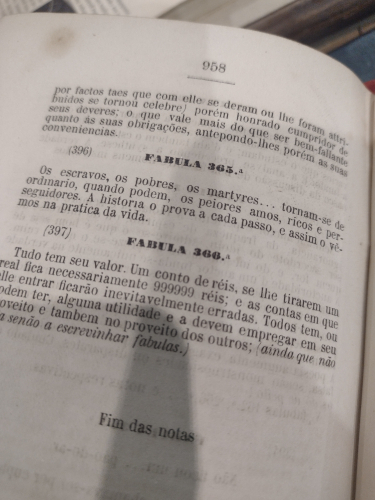 958
por factos taes que com elle se deram ou lhe foram attri-
buidos se tornou celebre) porém honrado cumpridor de
seus deveres: o que vale mais do que ser bem-fallante
quanto ás suas obrigações, antepondo-lhes porém as suas
conveniencias.
(396)
FABULA 365.ª
Os escravos, os pobres, os martyres... tornam-se de
ordinario, quando podem, os peiores amos, ricos e per-
seguidores. A historia o prova a cada passo, e assim o vê-
mos na pratica da vida.
(397)
FABULA 366.ª
Tudo tem seu valor. Um conto de réis, se lhe tirarem um
real fica necessariamente 999999 réis; e as contas em que
elle entrar ficarão inevitavelmente erradas. Todos tem, ou
podem ter, alguma utilidade e a devem empregar em seu
proveito e tambem no proveito dos outros; (ainda que não
senão a escrevinhar fabulas.)
Fim das notas